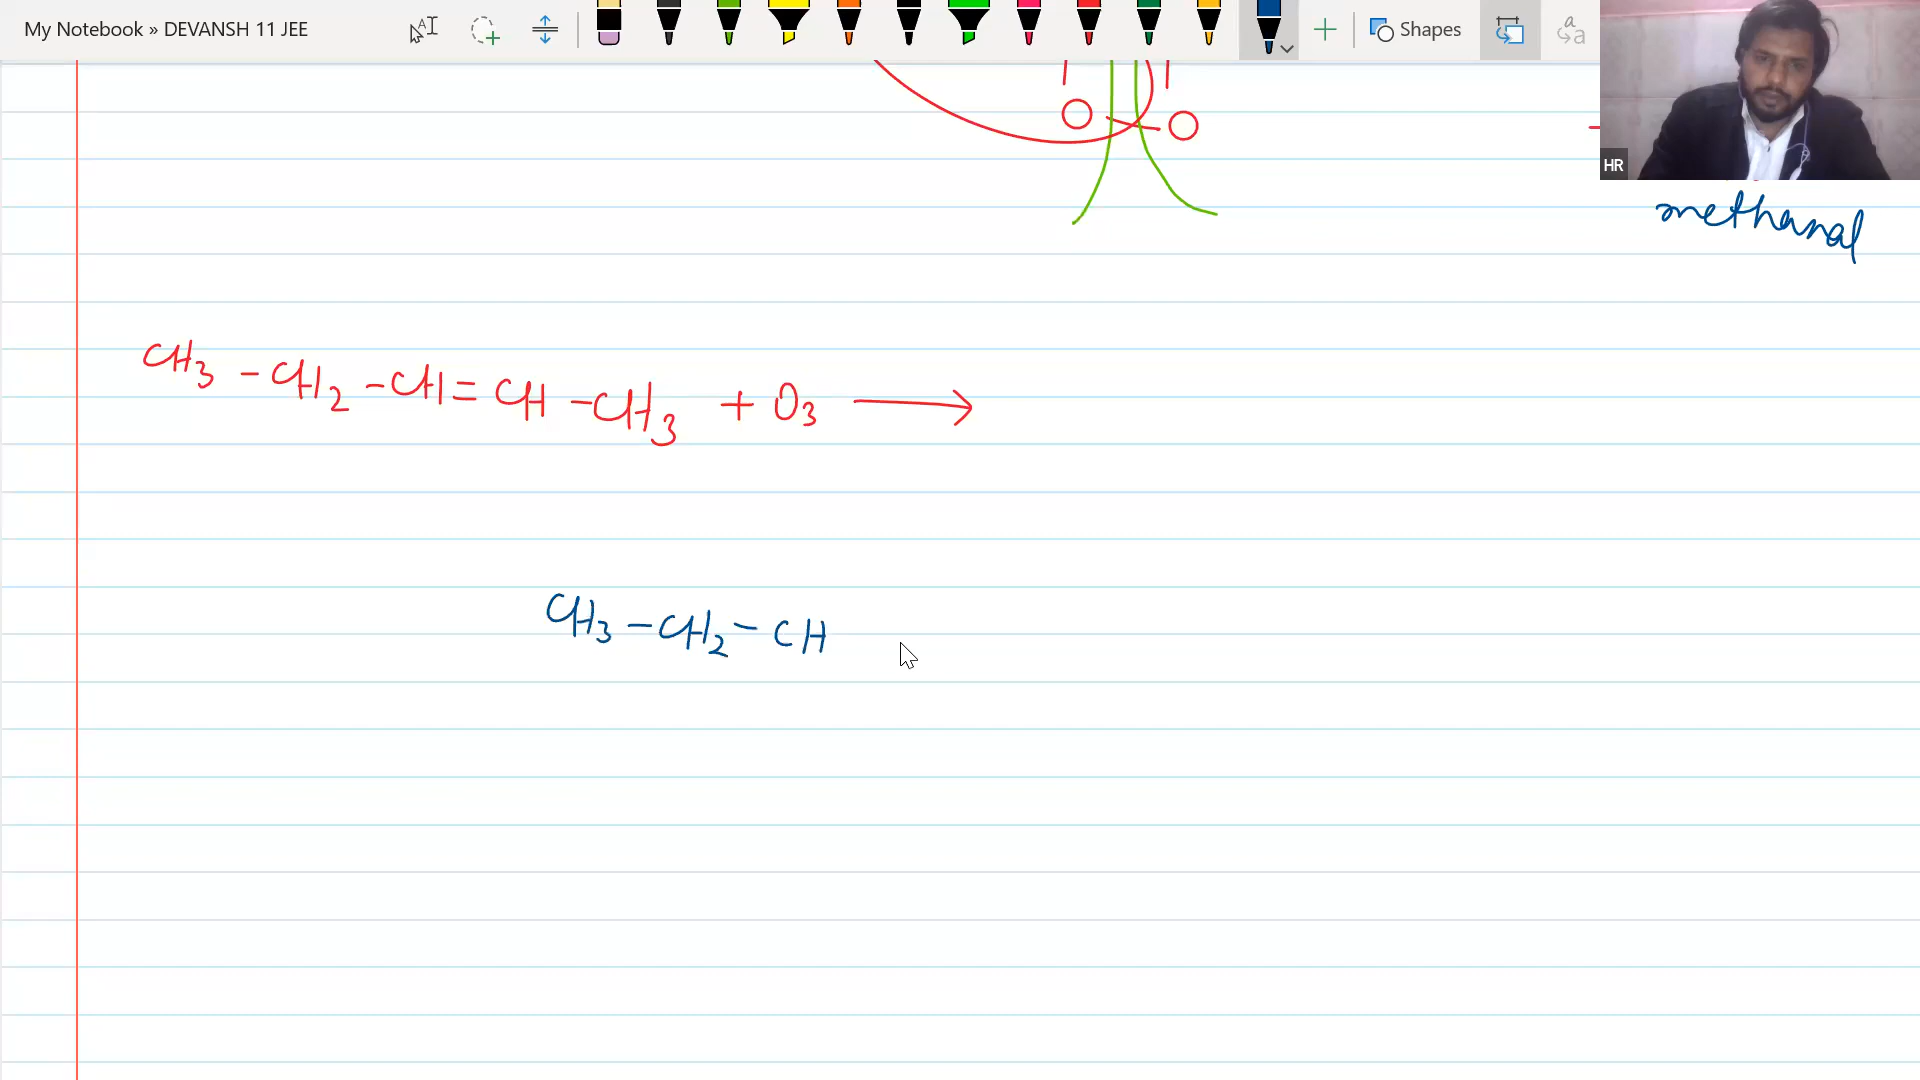 My Notebook » DEVANSH 11 JEE
Shapes
O O
HR
methanal
CH3 - CH2 - CH = CH - CH3 + O3 →
CH3 - CH2 - CH